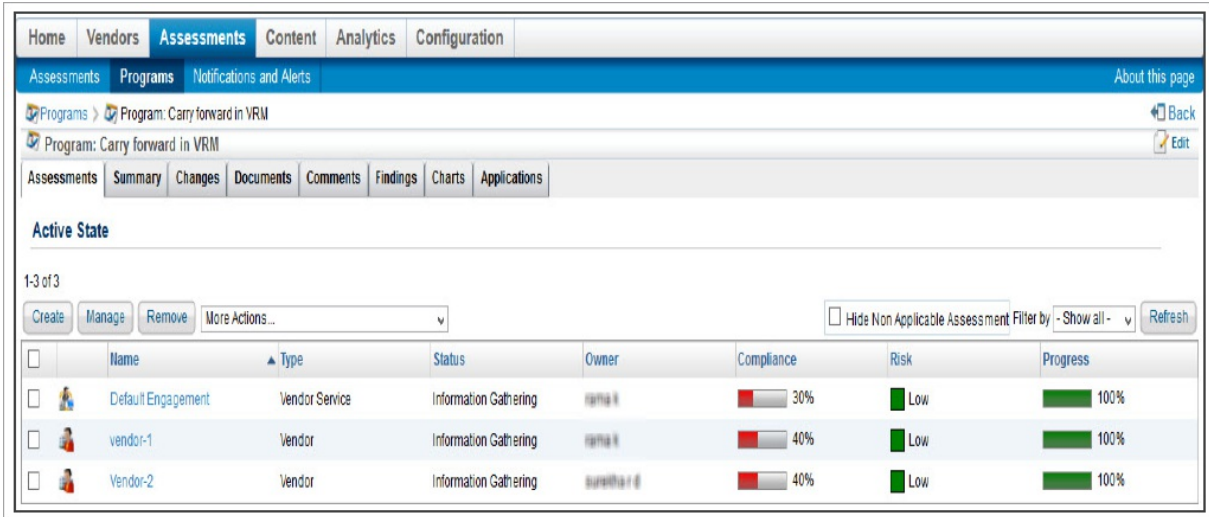 Home Vendors Assessments Content Analytics Configuration
Assessments Programs Notifications and Alerts About this page
Programs > Program: Carry forward in VRM Back
Program: Carry forward in VRM Edit
Assessments Summary Changes Documents Comments Findings Charts Applications
Active State
1-3 of 3
Create Manage Remove More Actions... Hide Non Applicable Assessment Filter by - Show all - Refresh
Name Type Status Owner Compliance Risk Progress
Default Engagement Vendor Service Information Gathering 30% Low 100%
vendor-1 Vendor Information Gathering 40% Low 100%
Vendor-2 Vendor Information Gathering 40% Low 100%